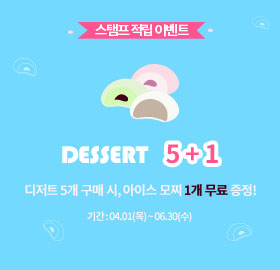 스탬프 적립 이벤트
DESSERT 5+1
디저트 5개 구매 시, 아이스 모찌 1개 무료 증정!
기간 : 04.01(목) ~ 06.30(수)